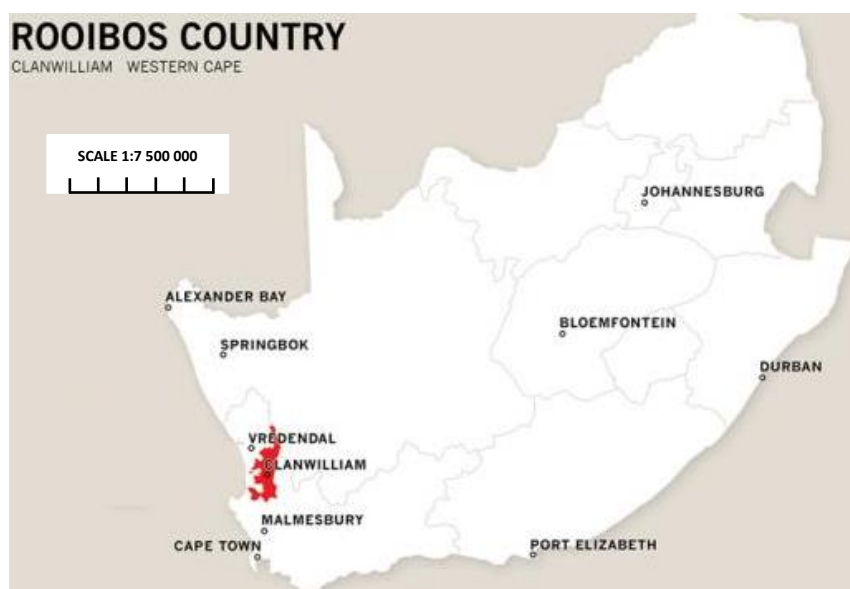 ROOIBOS COUNTRY
CLANWILLIAM WESTERN CAPE
SCALE 1:7 500 000
JOHANNESBURG
ALEXANDER BAY
BLOEMFONTEIN
SPRINGBOK
DURBAN
VREDENDAL
CLANWILLIAM
MALMESBURY
CAPE TOWN
PORT ELIZABETH